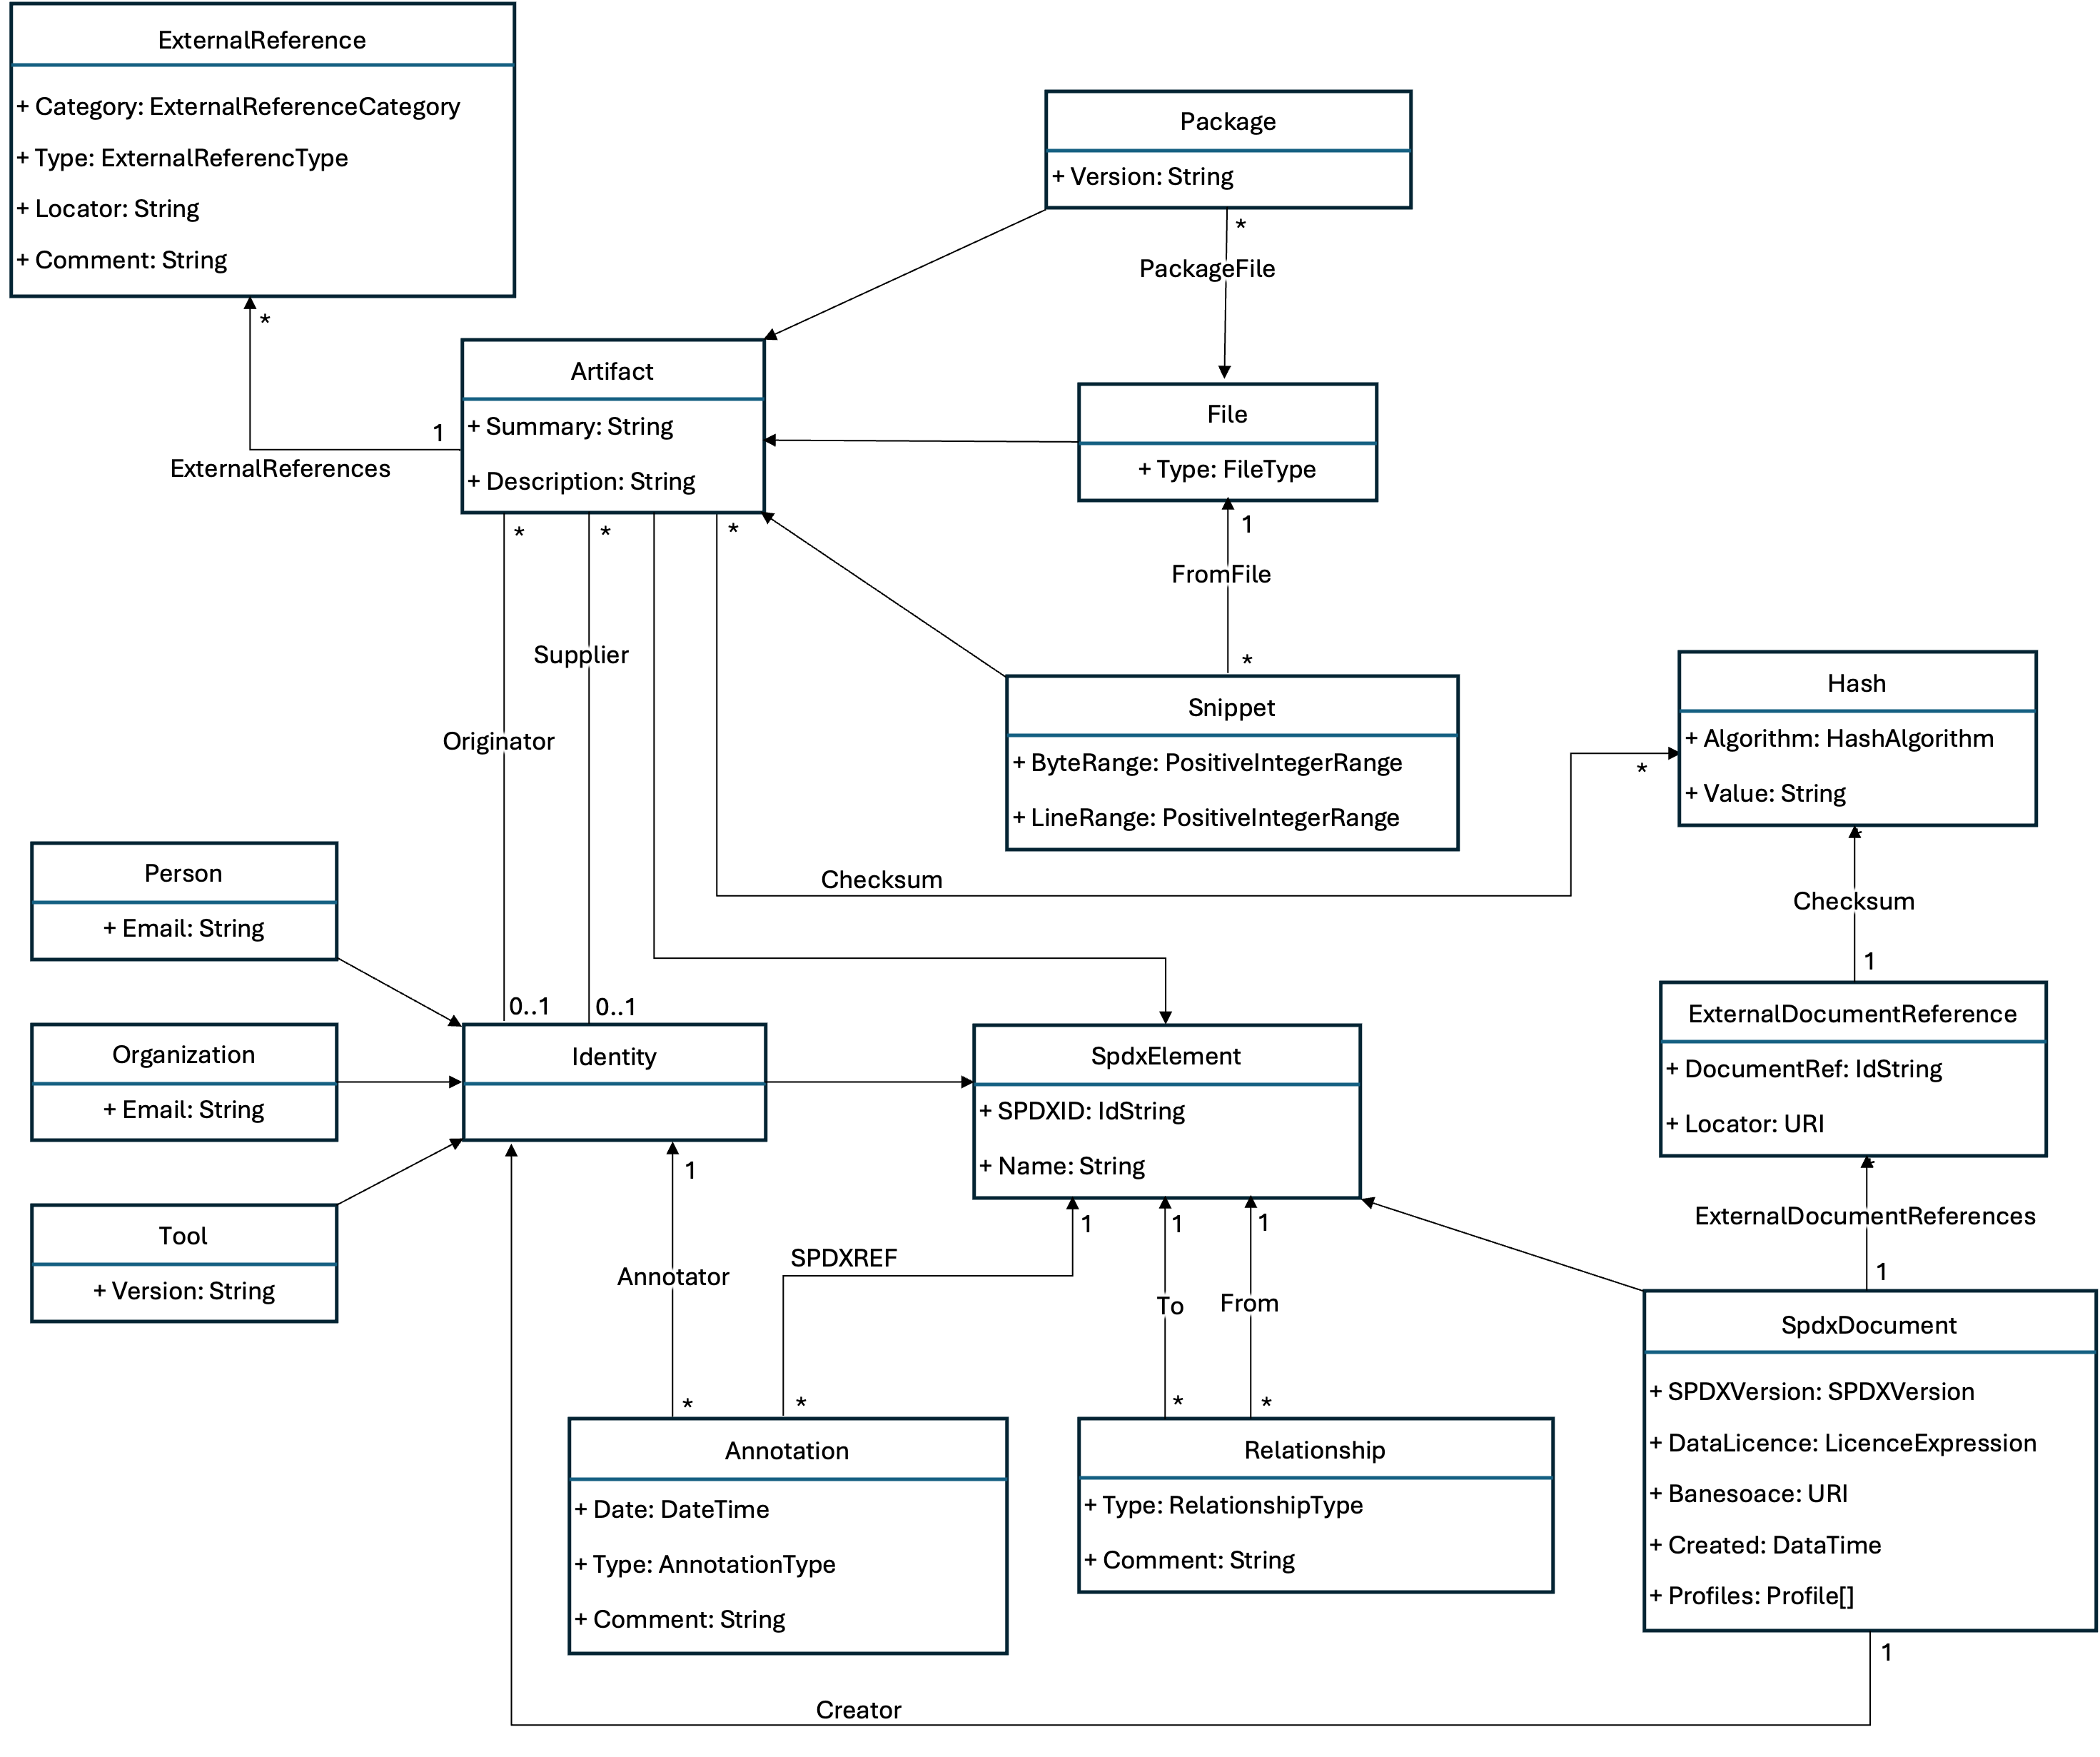 ExternalReference
+ Category: ExternalReferenceCategory
+ Type: ExternalReferencType
+ Locator: String
+ Comment: String
*
1
ExternalReferences
Package
+ Version: String
*
PackageFile
Artifact
+ Summary: String
+ Description: String
File
+ Type: FileType
1
FromFile
*
Snippet
+ ByteRange: PositiveIntegerRange
+ LineRange: PositiveIntegerRange
*
*
*
Supplier
Originator
0..1
0..1
Checksum
*
Hash
+ Algorithm: HashAlgorithm
+ Value: String
Checksum
1
Person
+ Email: String
Organization
+ Email: String
Tool
+ Version: String
Identity
SpdxElement
+ SPDXID: IdString
+ Name: String
ExternalDocumentReference
+ DocumentRef: IdString
+ Locator: URI
ExternalDocumentReferences
1
1
Annotator
*
SPDXREF
1
*
1
To
*
1
From
*
Annotation
+ Date: DateTime
+ Type: AnnotationType
+ Comment: String
Relationship
+ Type: RelationshipType
+ Comment: String
SpdxDocument
+ SPDXVersion: SPDXVersion
+ DataLicence: LicenceExpression
+ Banesoace: URI
+ Created: DataTime
+ Profiles: Profile[]
1
Creator